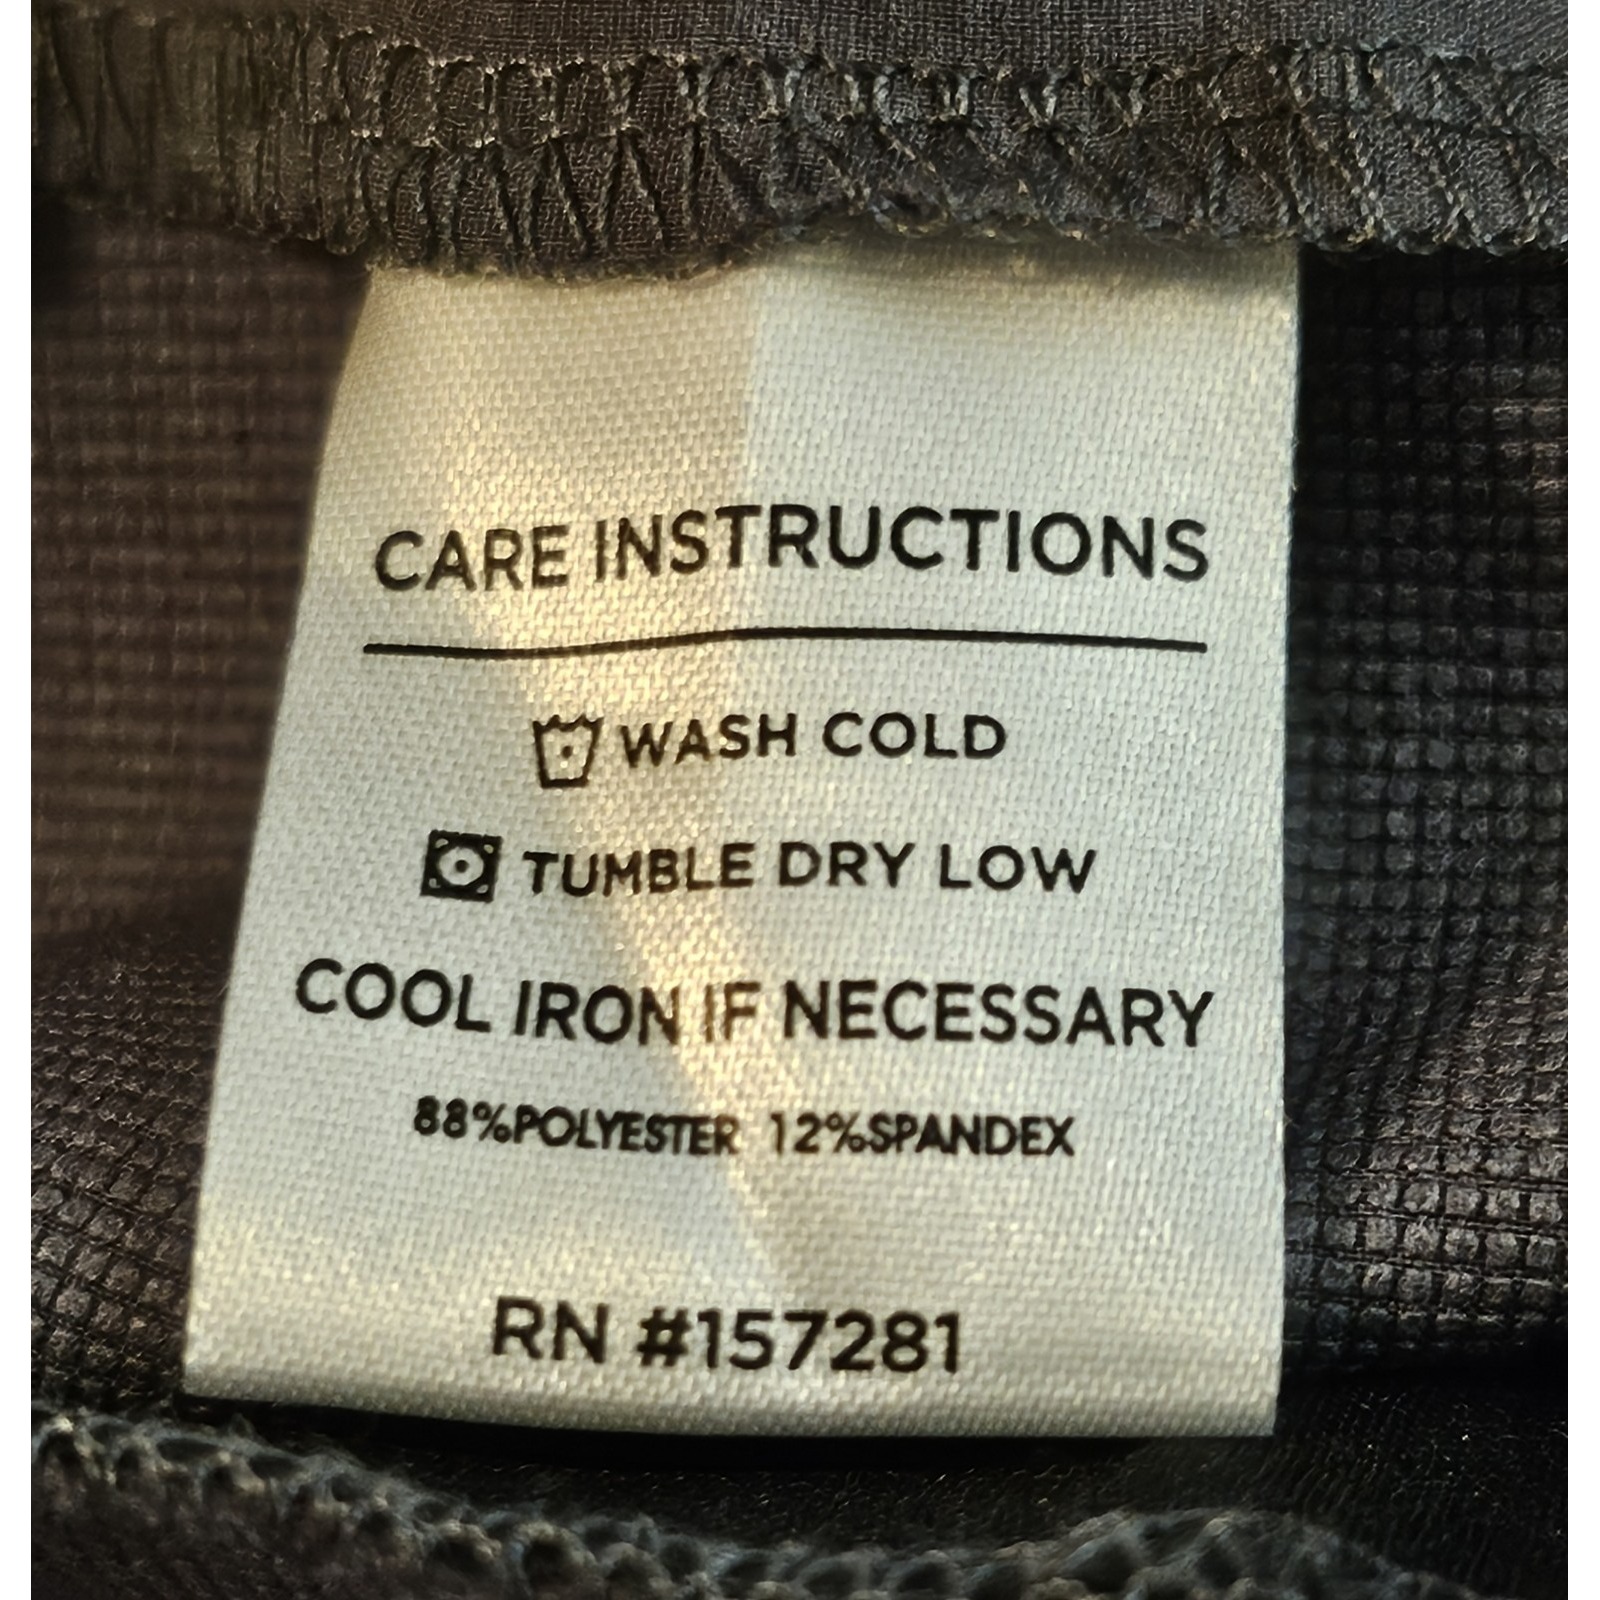 CARE INSTRUCTIONS
WASH COLD
TUMBLE DRY LOW
COOL IRON IF NECESSARY
88%POLYESTER 12%SPANDEX
RN #157281